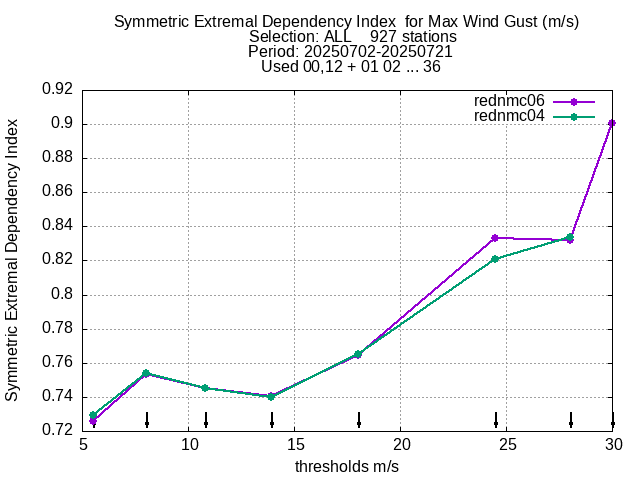 Symmetric Extremal Dependency Index  for Max Wind Gust (m/s)
Selection: ALL    927 stations
Period: 20250702-20250721
Used 00,12 + 01 02 ... 36
rednmc06
rednmc04
Symmetric Extremal Dependency Index
0.92
0.9
0.88
0.86
0.84
0.82
0.8
0.78
0.76
0.74
0.72
5 10 15 20 25 30
thresholds m/s